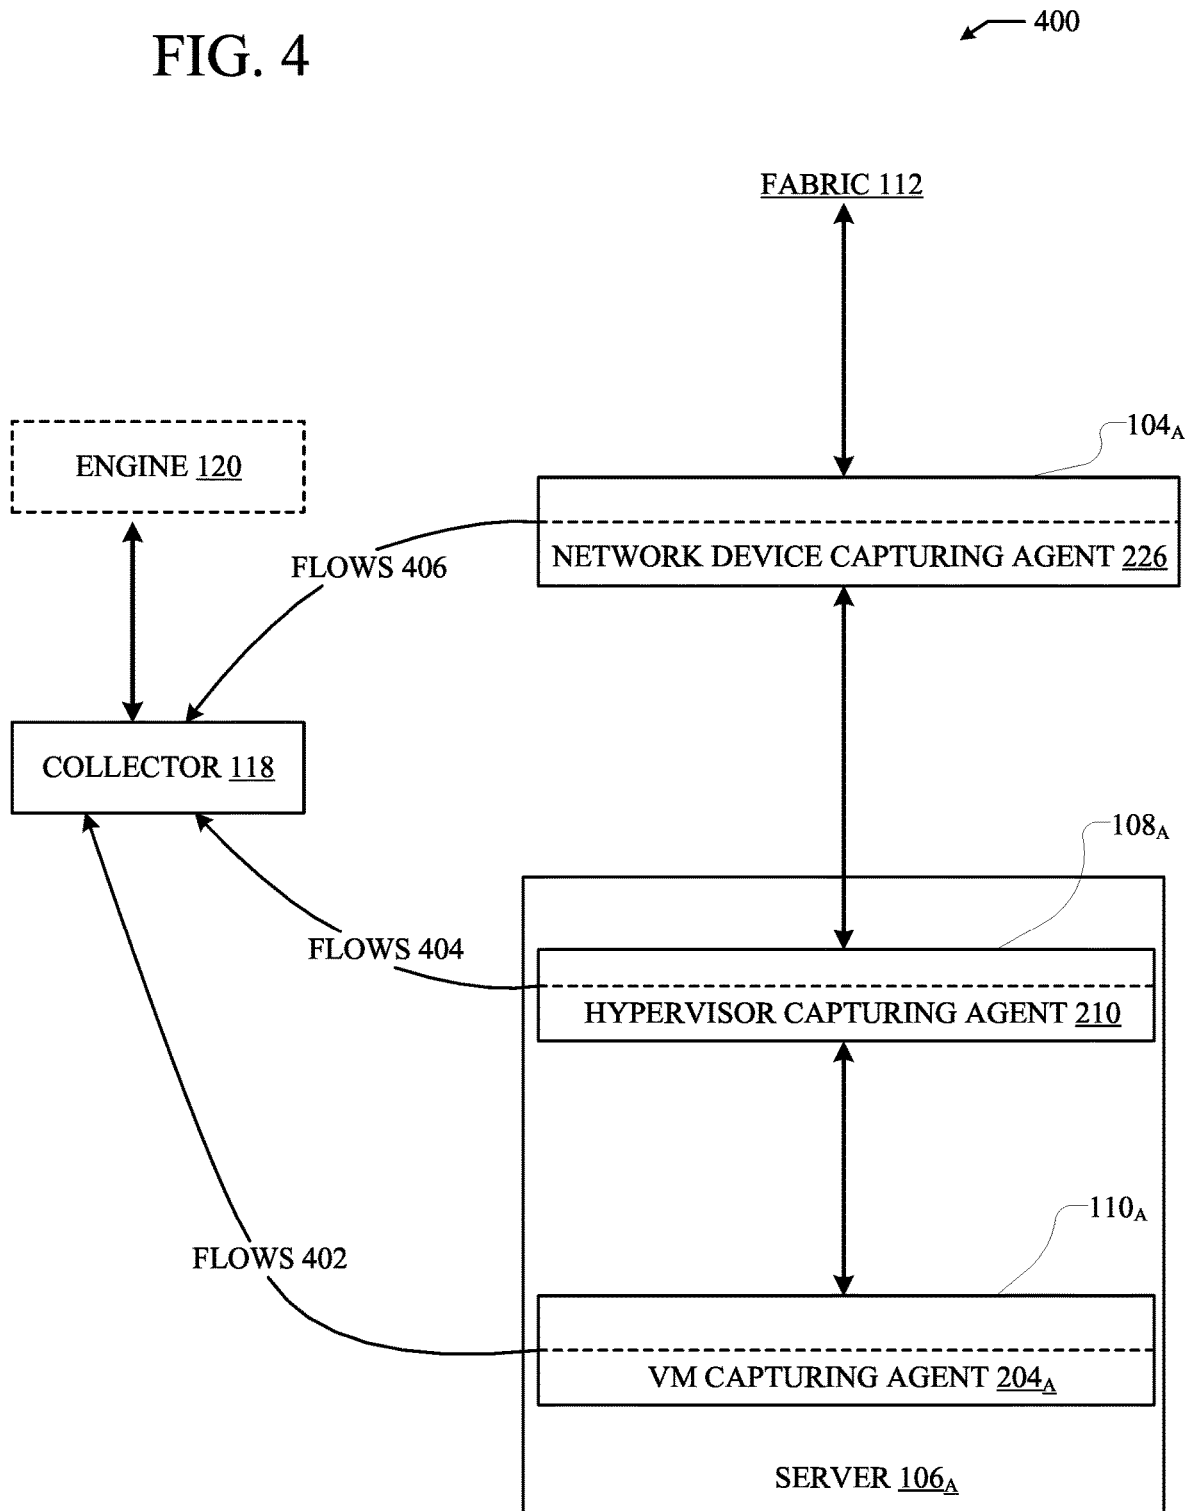 FIG. 4
400
FABRIC 112
104A
ENGINE 120
NETWORK DEVICE CAPTURING AGENT 226
FLOWS 406
COLLECTOR 118
108A
FLOWS 404
HYPERVISOR CAPTURING AGENT 210
110A
FLOWS 402
VM CAPTURING AGENT 204A
SERVER 106A